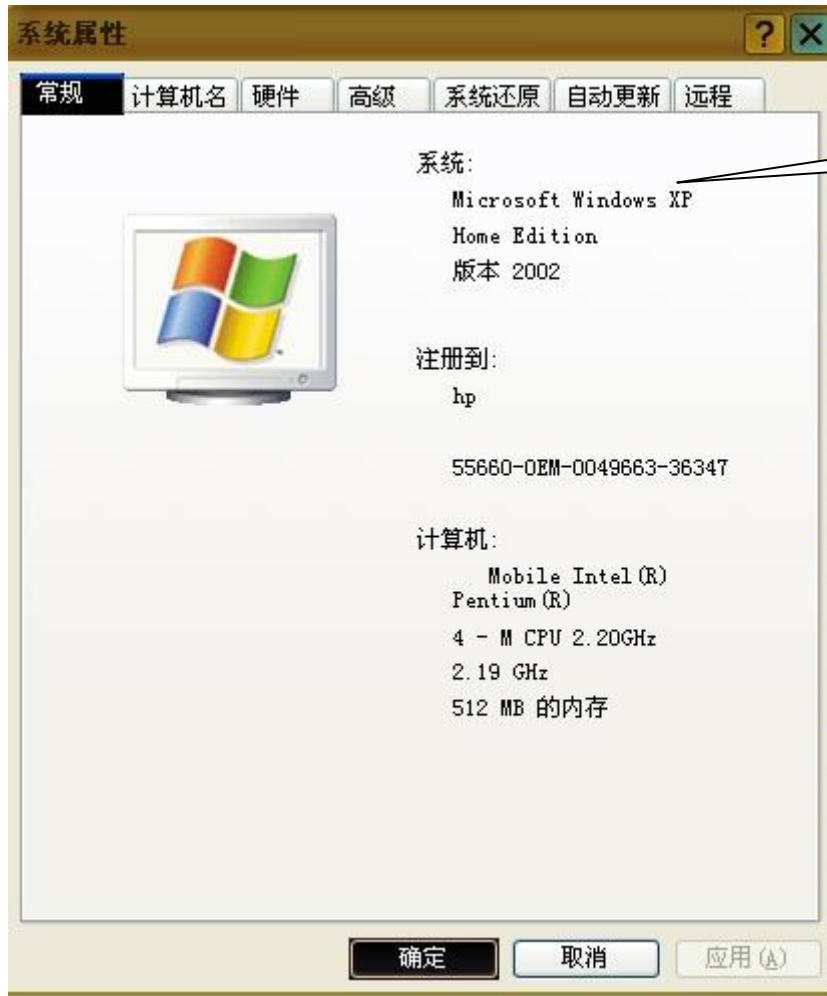 系统属性
常规 计算机名 硬件 高级 系统还原 自动更新 远程
系统:
Microsoft Windows XP
Home Edition
版本 2002
注册到:
hp
55660-OEM-0049663-36347
计算机:
Mobile Intel(R)
Pentium(R)
4 - M CPU 2.20GHz
2.19 GHz
512 MB 的内存
确定 取消 应用(A)